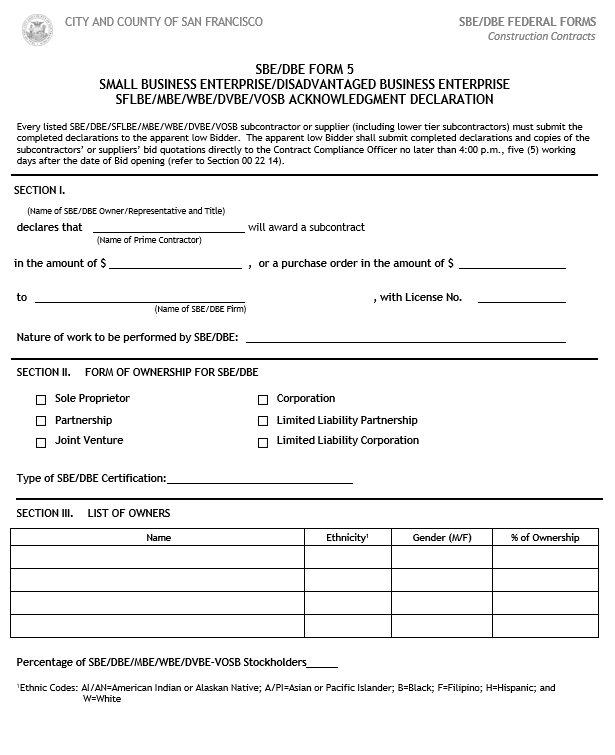 CITY AND COUNTY OF SAN FRANCISCO
SBE/DBE FEDERAL FORMS
Construction Contracts
SBE/DBE FORM 5
SMALL BUSINESS ENTERPRISE/DISADVANTAGED BUSINESS ENTERPRISE
SFLBE/MBE/WBE/DVBE/VOSB ACKNOWLEDGMENT DECLARATION
Every listed SBE/DBE/SFLBE/MBE/WBE/DVBE/VOSB subcontractor or supplier (including lower tier subcontractors) must submit the
completed declarations to the apparent low Bidder. The apparent low Bidder shall submit completed declarations and copies of the
subcontractors' or suppliers' bid quotations directly to the Contract Compliance Officer no later than 4:00 p.m., five (5) working
days after the date of Bid opening (refer to Section 00 22 14).
SECTION I.
(Name of SBE/DBE Owner/Representative and Title)
declares that ____ will award a subcontract
(Name of Prime Contractor)
in the amount of $ ____ , or a purchase order in the amount of $ ____
to ____ , with License No. ____
(Name of SBE/DBE Firm)
Nature of work to be performed by SBE/DBE: ____
SECTION II. FORM OF OWNERSHIP FOR SBE/DBE
☐ Sole Proprietor ☐ Corporation
☐ Partnership ☐ Limited Liability Partnership
☐ Joint Venture ☐ Limited Liability Corporation
Type of SBE/DBE Certification:____
SECTION III. LIST OF OWNERS
Name Ethnicity¹ Gender (M/F) % of Ownership
Percentage of SBE/DBE/MBE/WBE/DVBE-VOSB Stockholders____
¹Ethnic Codes: AI/AN=American Indian or Alaskan Native; A/PI=Asian or Pacific Islander; B=Black; F=Filipino; H=Hispanic; and
W=White